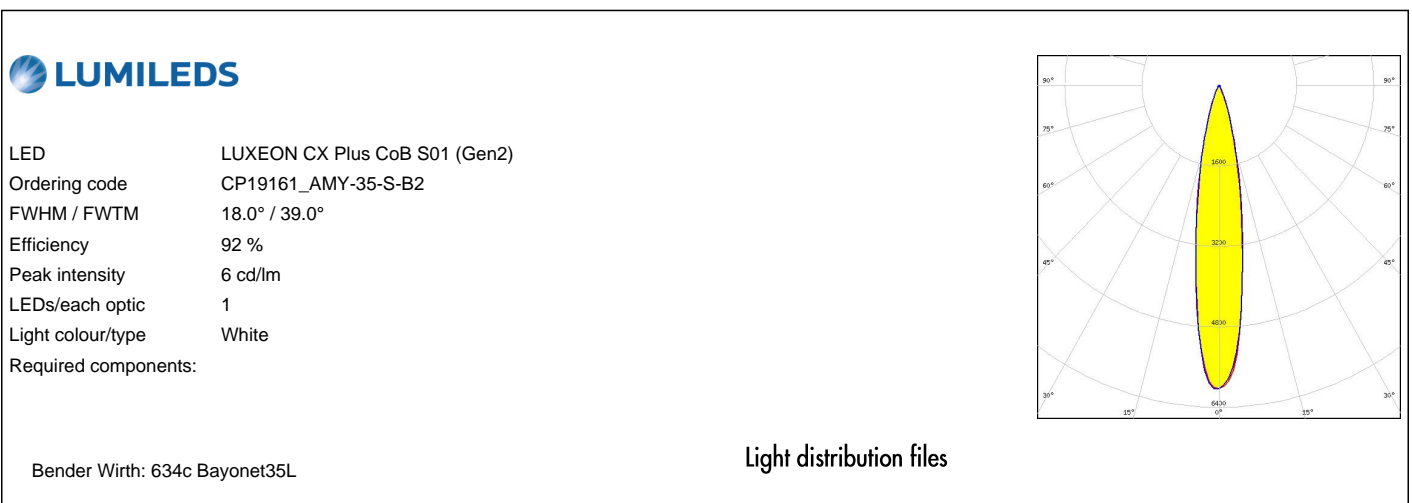 LUMILEDS
LED LUXEON CX Plus CoB S01 (Gen2)
Ordering code CP19161_AMY-35-S-B2
FWHM / FWTM 18.0° / 39.0°
Efficiency 92 %
Peak intensity 6 cd/lm
LEDs/each optic 1
Light colour/type White
Required components:
Bender Wirth: 634c Bayonet35L
Light distribution files
90° 90°
75° 75°
1600
60° 60°
3200
45° 45°
4800
30° 6400 30°
15° 0° 15°